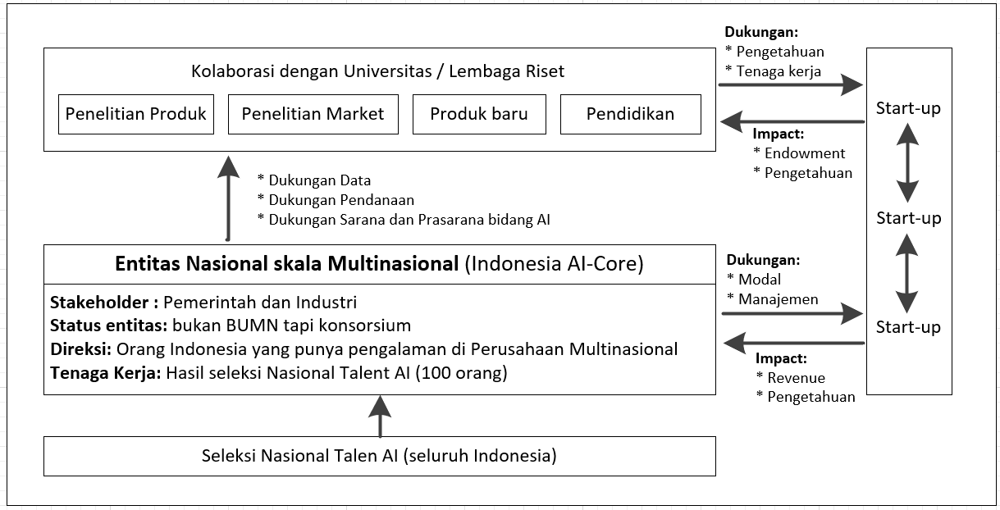 Kolaborasi dengan Universitas / Lembaga Riset
Penelitian Produk
Penelitian Market
Produk baru
Pendidikan
Dukungan:
* Pengetahuan
* Tenaga kerja
Impact:
* Endowment
* Pengetahuan
Start-up
Start-up
Start-up
* Dukungan Data
* Dukungan Pendanaan
* Dukungan Sarana dan Prasarana bidang AI
Entitas Nasional skala Multinasional (Indonesia AI-Core)
Stakeholder : Pemerintah dan Industri
Status entitas: bukan BUMN tapi konsorsium
Direksi: Orang Indonesia yang punya pengalaman di Perusahaan Multinasional
Tenaga Kerja: Hasil seleksi Nasional Talent AI (100 orang)
Dukungan:
* Modal
* Manajemen
Impact:
* Revenue
* Pengetahuan
Seleksi Nasional Talen AI (seluruh Indonesia)